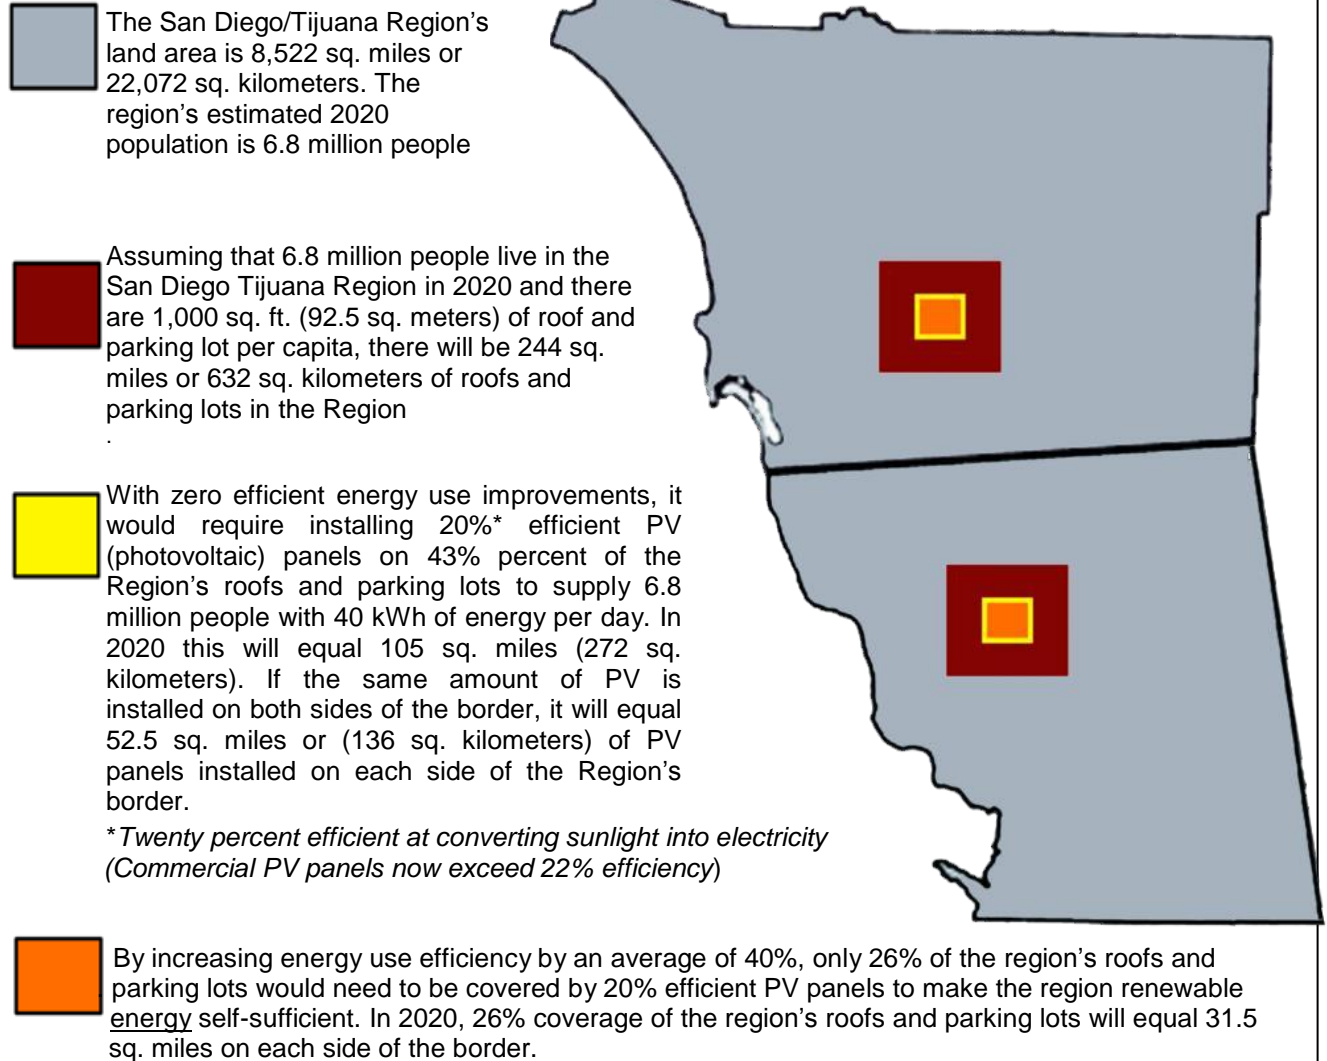 The San Diego/Tijuana Region's
land area is 8,522 sq. miles or
22,072 sq. kilometers. The
region's estimated 2020
population is 6.8 million people
Assuming that 6.8 million people live in the
San Diego Tijuana Region in 2020 and there
are 1,000 sq. ft. (92.5 sq. meters) of roof and
parking lot per capita, there will be 244 sq.
miles or 632 sq. kilometers of roofs and
parking lots in the Region
.
With zero efficient energy use improvements, it
would require installing 20%* efficient PV
(photovoltaic) panels on 43% percent of the
Region's roofs and parking lots to supply 6.8
million people with 40 kWh of energy per day. In
2020 this will equal 105 sq. miles (272 sq.
kilometers). If the same amount of PV is
installed on both sides of the border, it will equal
52.5 sq. miles or (136 sq. kilometers) of PV
panels installed on each side of the Region's
border.
*Twenty percent efficient at converting sunlight into electricity
(Commercial PV panels now exceed 22% efficiency)
By increasing energy use efficiency by an average of 40%, only 26% of the region's roofs and
parking lots would need to be covered by 20% efficient PV panels to make the region renewable
energy self-sufficient. In 2020, 26% coverage of the region's roofs and parking lots will equal 31.5
sq. miles on each side of the border.